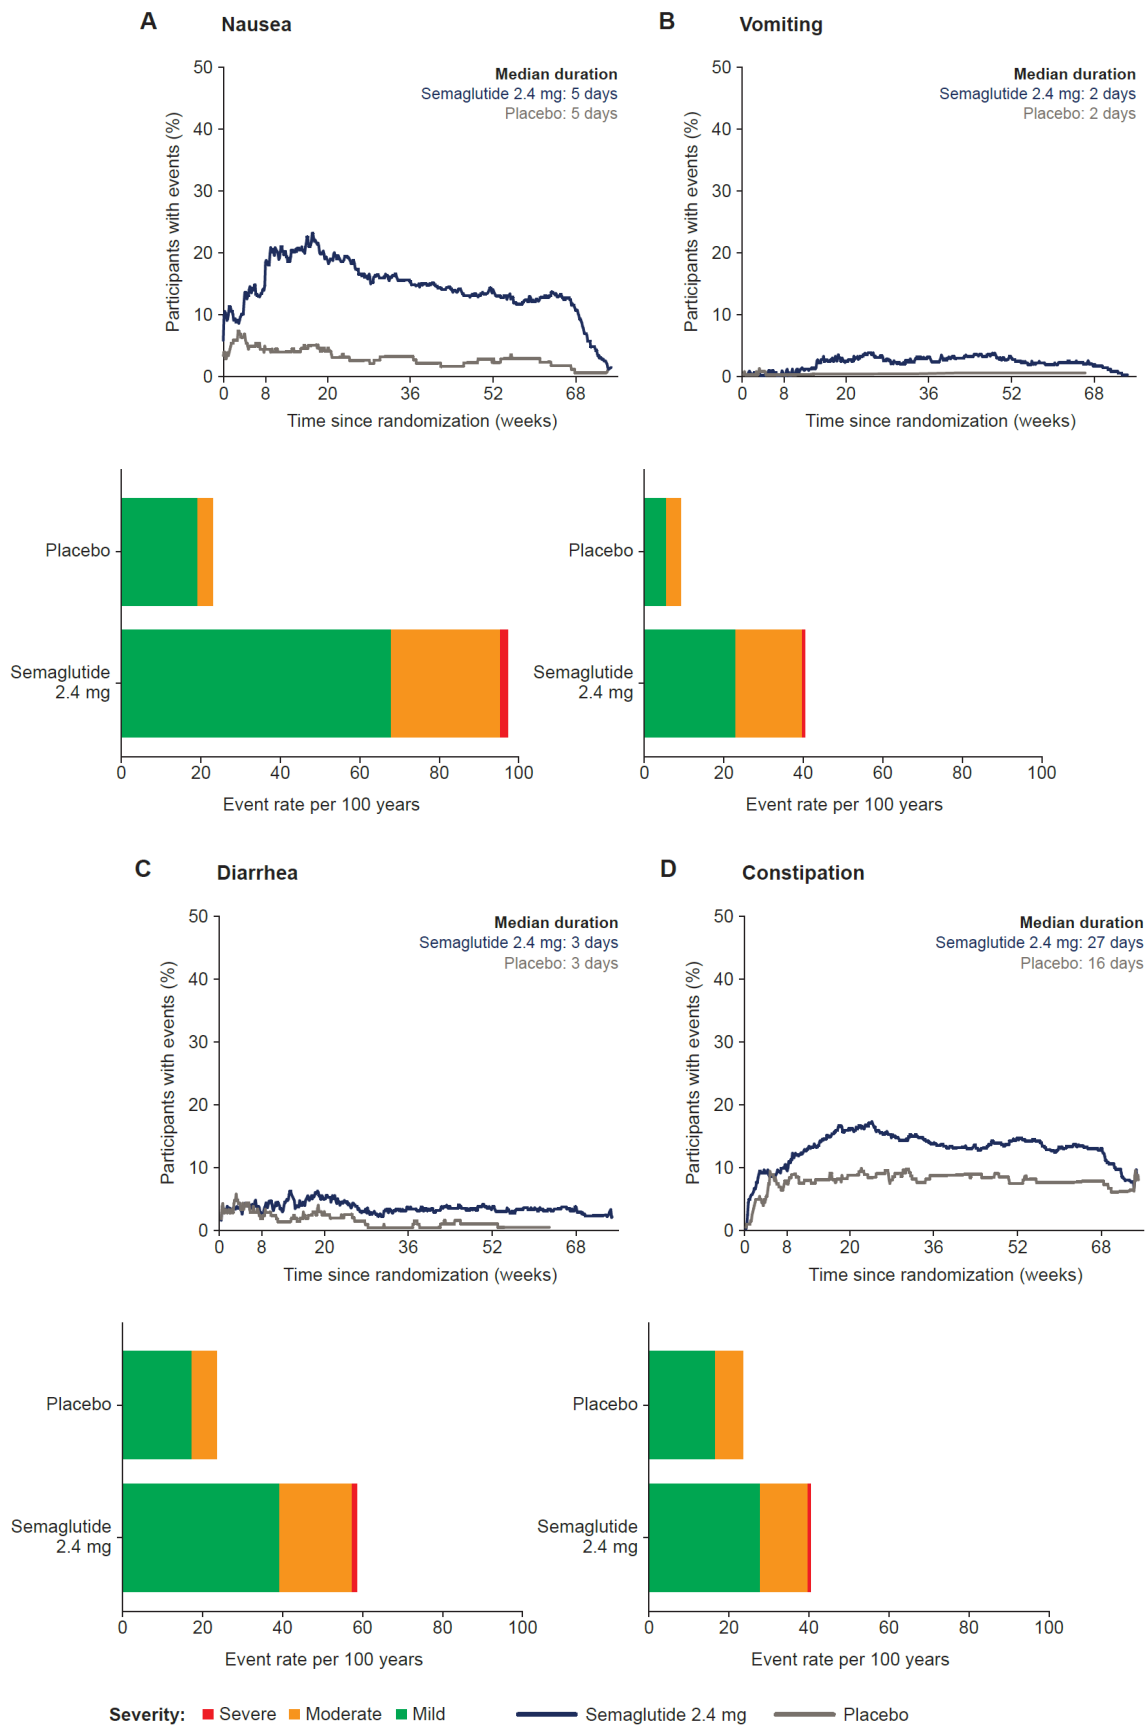 A Nausea
50
40
30
20
10
0
Participants with events (%)
Median duration
Semaglutide 2.4 mg: 5 days
Placebo: 5 days
0 8 20 36 52 68
Time since randomization (weeks)
B Vomiting
50
40
30
20
10
0
Participants with events (%)
Median duration
Semaglutide 2.4 mg: 2 days
Placebo: 2 days
0 8 20 36 52 68
Time since randomization (weeks)
Placebo
Semaglutide
2.4 mg
0 20 40 60 80 100
Event rate per 100 years
Placebo
Semaglutide
2.4 mg
0 20 40 60 80 100
Event rate per 100 years
C Diarrhea
50
40
30
20
10
0
Participants with events (%)
Median duration
Semaglutide 2.4 mg: 3 days
Placebo: 3 days
0 8 20 36 52 68
Time since randomization (weeks)
D Constipation
50
40
30
20
10
0
Participants with events (%)
Median duration
Semaglutide 2.4 mg: 27 days
Placebo: 16 days
0 8 20 36 52 68
Time since randomization (weeks)
Placebo
Semaglutide
2.4 mg
0 20 40 60 80 100
Event rate per 100 years
Placebo
Semaglutide
2.4 mg
0 20 40 60 80 100
Event rate per 100 years
Severity: Severe Moderate Mild Semaglutide 2.4 mg Placebo